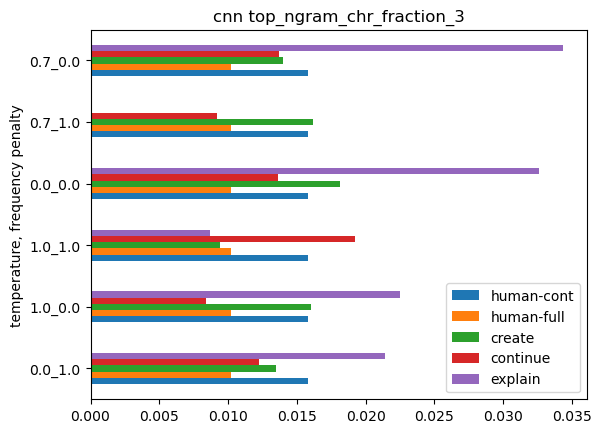 cnn top_ngram_chr_fraction_3
temperature, frequency penalty
0.7_0.0
0.7_1.0
0.0_0.0
1.0_1.0
1.0_0.0
0.0_1.0
human-cont
human-full
create
continue
explain
0.000 0.005 0.010 0.015 0.020 0.025 0.030 0.035